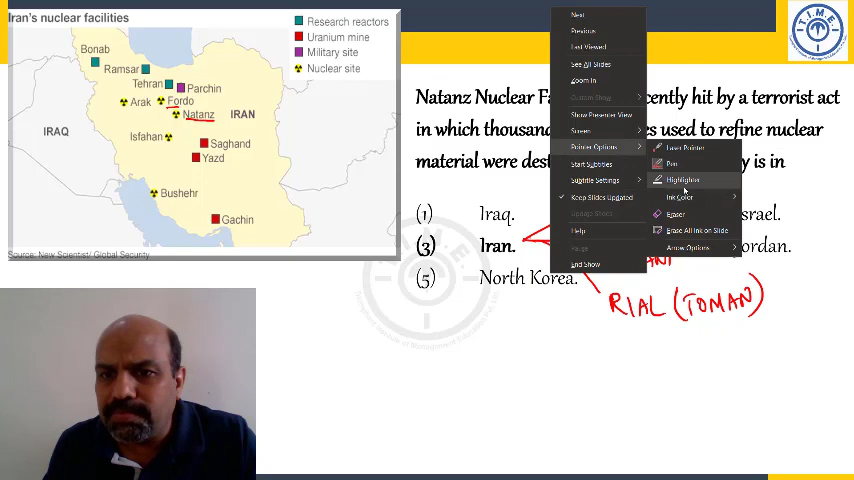 Iran's nuclear facilities
Research reactors
Uranium mine
Military site
Nuclear site
Bonab
Ramsar
Tehran
Parchin
Arak
Fordo
Natanz
IRAN
IRAQ
Isfahan
Saghand
Yazd
Bushehr
Gachin
Source: New Scientist/ Global Security
T.I.M.E.
Natanz Nuclear Fa ecently hit by a terrorist act
in which thousan es used to refine nuclear
material were dest y is in
(1) Iraq. srael.
(3) Iran. ordan.
(5) North Korea.
ANI
RIAL (TOMAN)
Next
Previous
Last Viewed
See All Slides
Zoom In
Custom Show
Show Presenter View
Screen
Pointer Options
Start Subtitles
Subtitle Settings
Keep Slides Updated
Update Slides
Help
Pause
End Show
Laser Pointer
Pen
Highlighter
Ink Color
Eraser
Erase All Ink on Slide
Arrow Options
T.I.M.E.